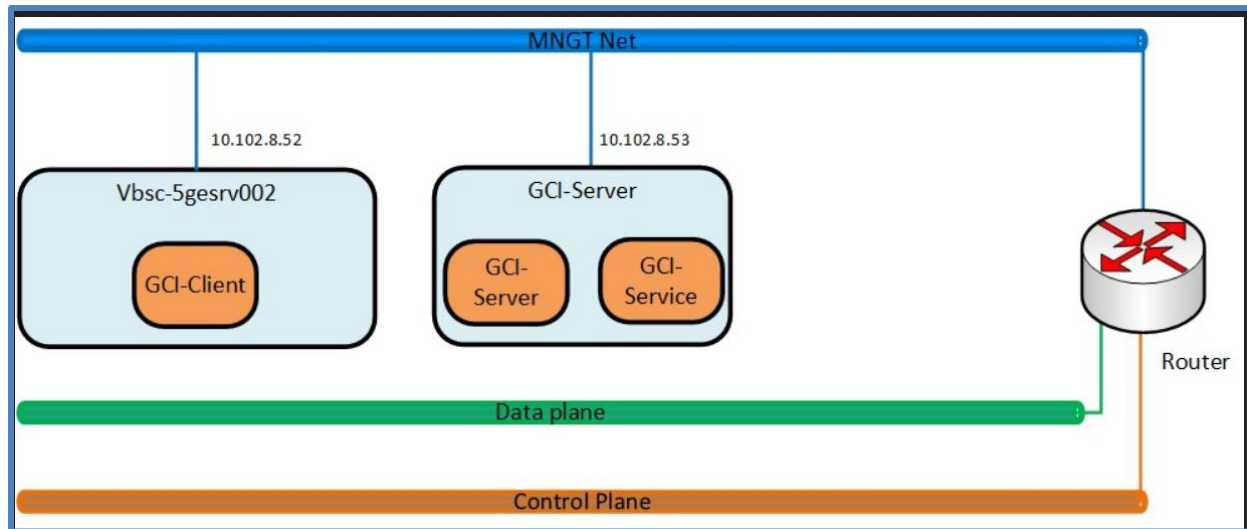 MNGT Net
10.102.8.52
10.102.8.53
Vbsc-5gesrv002
GCI-Server
GCI-Client
GCI-
Server
GCI-
Service
Router
Data plane
Control Plane